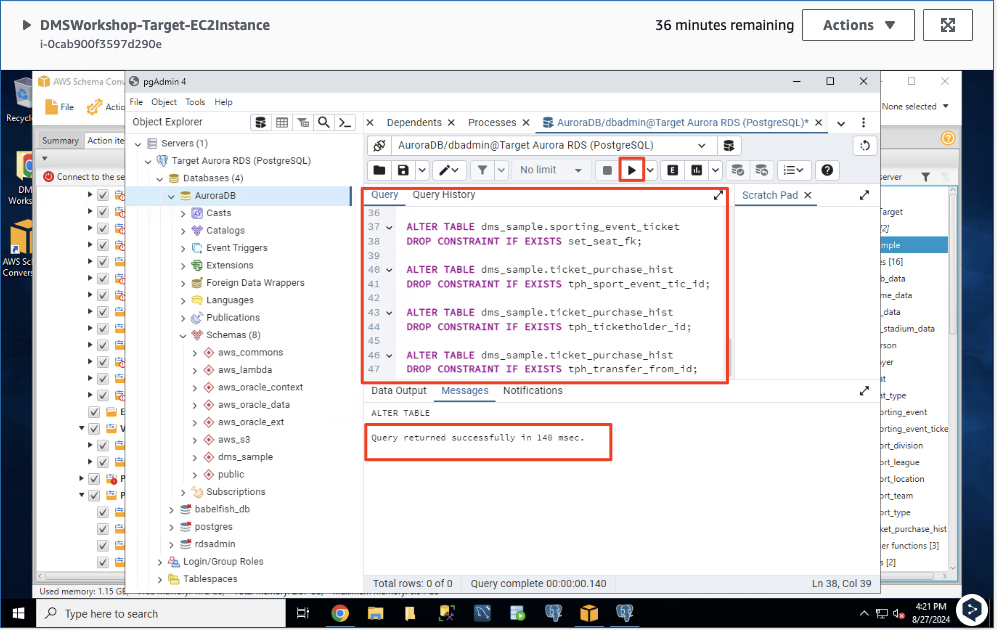 DMSWorkshop-Target-EC2Instance
i-0cab900f3597d290e
36 minutes remaining
Actions
AWS Schema Conv
File
Actio
Summary
Action ite
Connect to the se
Recycl
DM
Works
AWS S
Convers
pgAdmin 4
File Object Tools Help
Object Explorer
Dependents
Processes
AuroraDB/dbadmin@Target Aurora RDS (PostgreSQL)*
AuroraDB/dbadmin@Target Aurora RDS (PostgreSQL)
No limit
E
Query
Query History
Scratch Pad
Servers (1)
Target Aurora RDS (PostgreSQL)
Databases (4)
AuroraDB
Casts
Catalogs
Event Triggers
Extensions
Foreign Data Wrappers
Languages
Publications
Schemas (8)
aws_commons
aws_lambda
aws_oracle_context
aws_oracle_data
aws_oracle_ext
aws_s3
dms_sample
public
Subscriptions
babelfish_db
postgres
rdsadmin
Login/Group Roles
Tablespaces
36
37 ALTER TABLE dms_sample.sporting_event_ticket
38 DROP CONSTRAINT IF EXISTS set_seat_fk;
39
40 ALTER TABLE dms_sample.ticket_purchase_hist
41 DROP CONSTRAINT IF EXISTS tph_sport_event_tic_id;
42
43 ALTER TABLE dms_sample.ticket_purchase_hist
44 DROP CONSTRAINT IF EXISTS tph_ticketholder_id;
45
46 ALTER TABLE dms_sample.ticket_purchase_hist
47 DROP CONSTRAINT IF EXISTS tph_transfer_from_id;
Data Output
Messages
Notifications
ALTER TABLE
Query returned successfully in 140 msec.
Total rows: 0 of 0
Query complete 00:00:00.140
Ln 38, Col 39
None selected
erver
Target
[2]
mple
es [16]
b_data
me_data
_data
_stadium_data
rson
yer
at
at_type
orting_event
orting_event_ticke
ort_division
ort_league
ort_location
ort_team
ort_type
ket_purchase_hist
er functions [3]
s [2]
Used memory: 1.15 GB
Type here to search
4:21 PM
8/27/2024